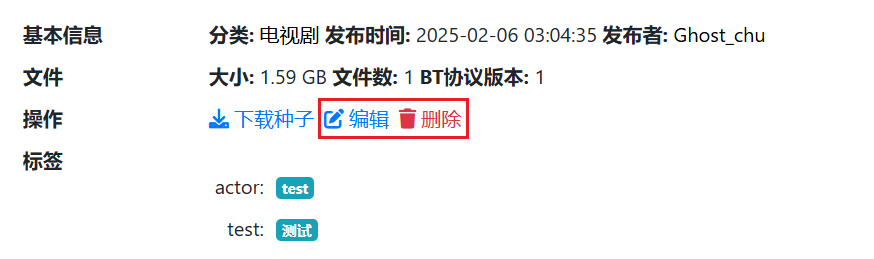 基本信息 分类: 电视剧 发布时间: 2025-02-06 03:04:35 发布者: Ghost_chu
文件 大小: 1.59 GB 文件数: 1 BT协议版本: 1
操作 下载种子 编辑 删除
标签
actor: test
test: 测试